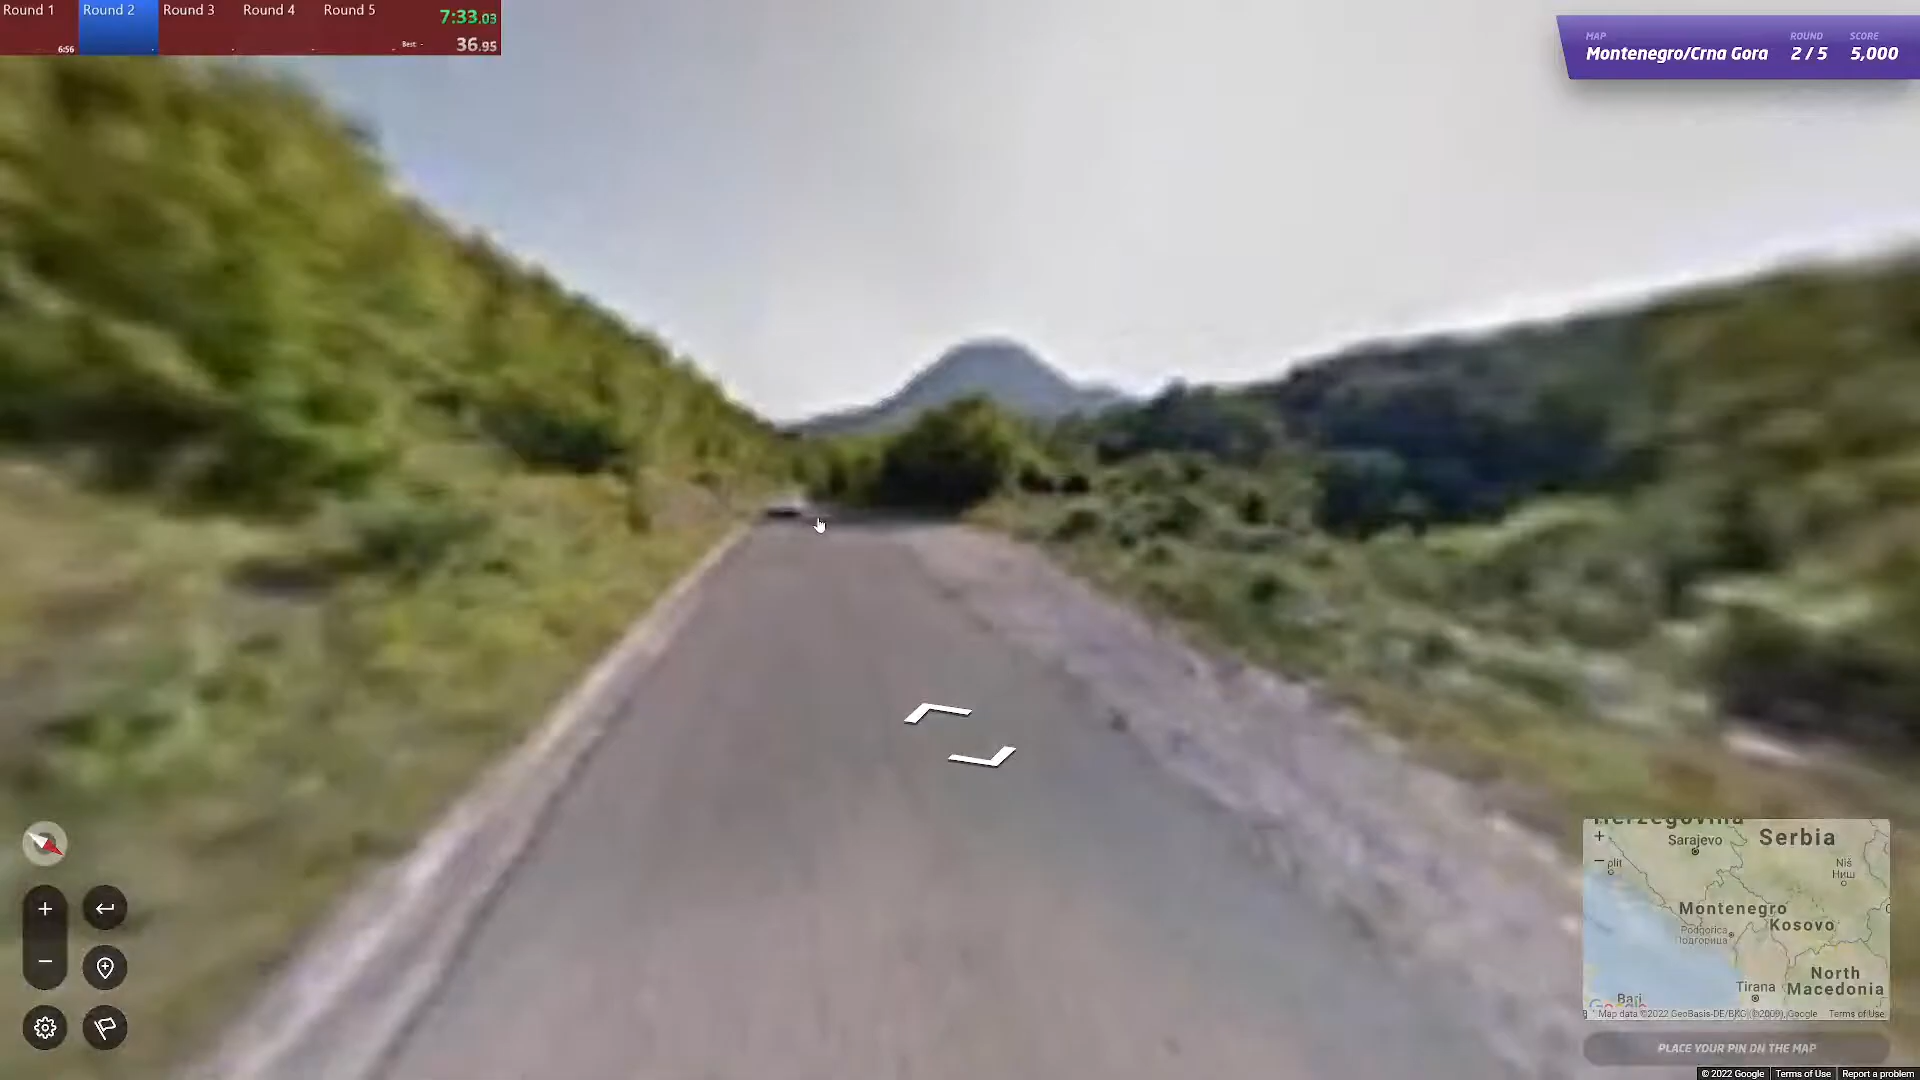 Round 1
Round 2
Round 3
Round 4
Round 5
7:33.03
6:56
-
-
-
-
Best: -
36.95
MAP
ROUND
SCORE
Montenegro/Crna Gora
2 / 5
5,000
Herzegovina
Sarajevo
Serbia
plit
Niš
Ниш
Montenegro
Kosovo
Podgorica
Подгорица
North
Macedonia
Tirana
Bari
Google
Map data ©2022 GeoBasis-DE/BKG (©2009), Google
Terms of Use
PLACE YOUR PIN ON THE MAP
© 2022 Google
Terms of Use
Report a problem